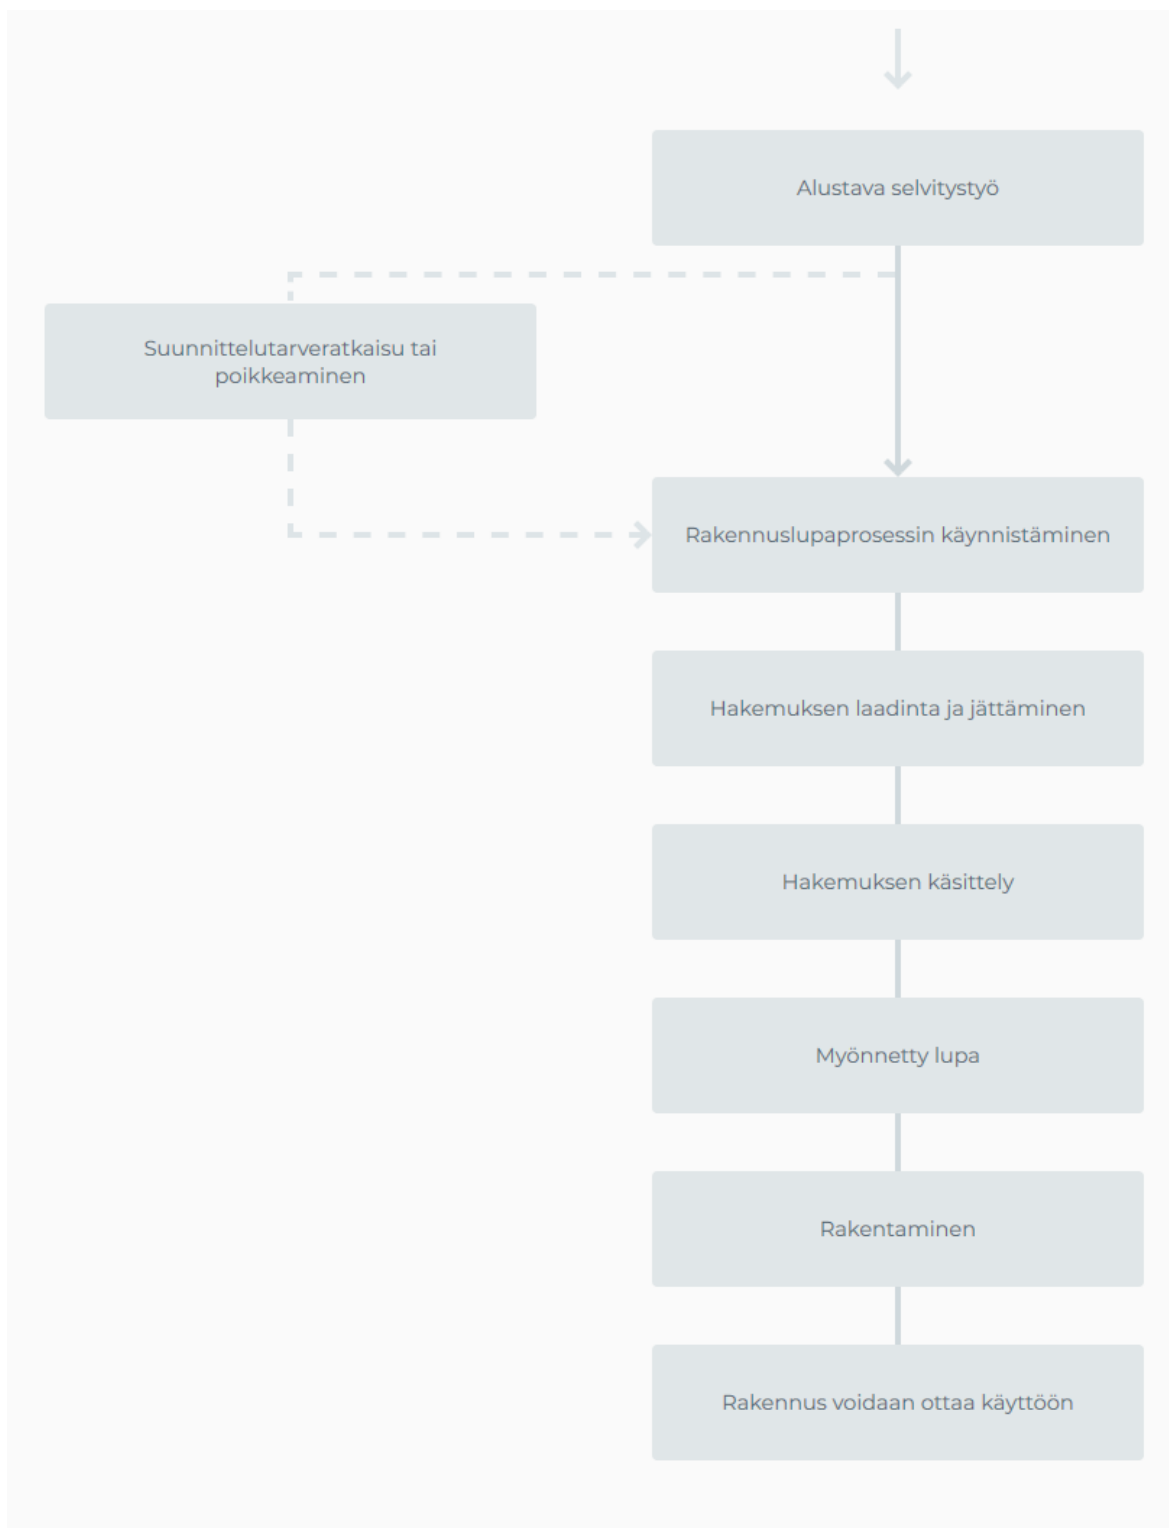 Alustava selvitystyö
Suunnittelutarveratkaisu tai
poikkeaminen
Rakennuslupaprosessin käynnistäminen
Hakemuksen laadinta ja jättäminen
Hakemuksen käsittely
Myönnetty lupa
Rakentaminen
Rakennus voidaan ottaa käyttöön